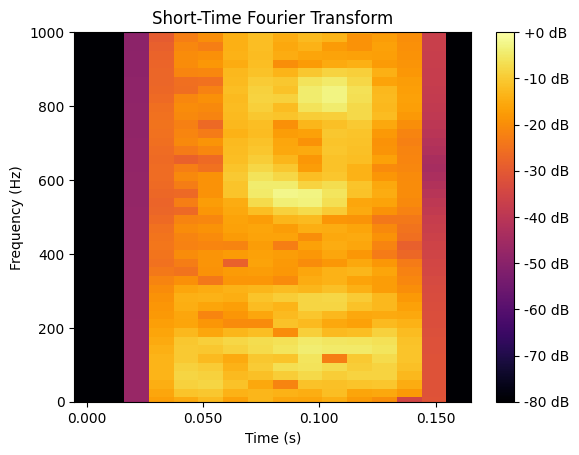 Short-Time Fourier Transform
1000
800
600
400
200
0
Frequency (Hz)
0.000
0.050
0.100
0.150
Time (s)
+0 dB
-10 dB
-20 dB
-30 dB
-40 dB
-50 dB
-60 dB
-70 dB
-80 dB